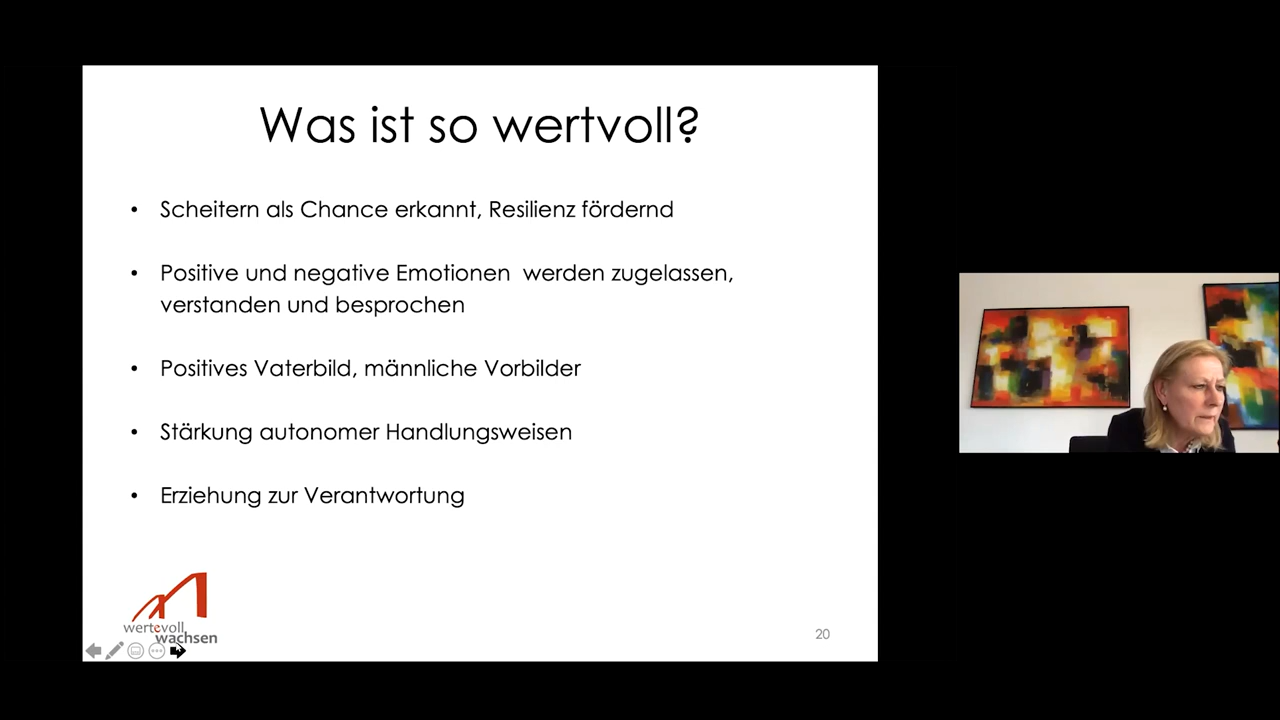 Was ist so wertvoll?
• Scheitern als Chance erkannt, Resilienz fördernd
• Positive und negative Emotionen  werden zugelassen,
verstanden und besprochen
• Positives Vaterbild, männliche Vorbilder
• Stärkung autonomer Handlungsweisen
• Erziehung zur Verantwortung
wertevoll
wachsen
20